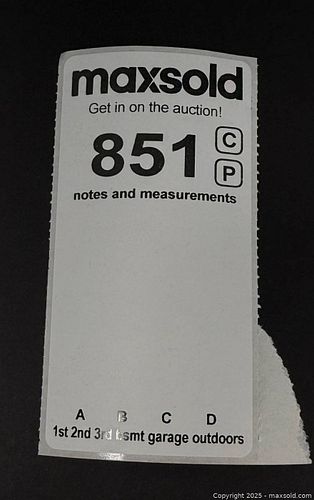 maxsold
Get in on the auction!
851 C
P
notes and measurements
A B C D
1st 2nd 3rd bsmt garage outdoors
Copyright 2025 - maxsold.com